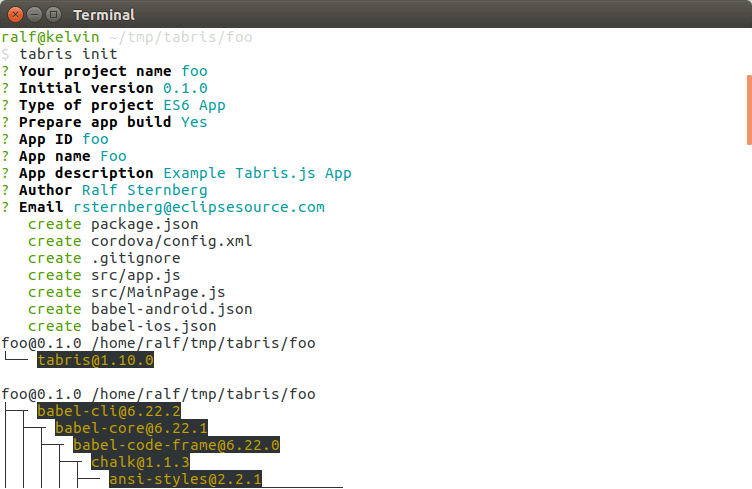 Terminal
ralf@kelvin ~/tmp/tabris/foo
$ tabris init
? Your project name foo
? Initial version 0.1.0
? Type of project ES6 App
? Prepare app build Yes
? App ID foo
? App name Foo
? App description Example Tabris.js App
? Author Ralf Sternberg
? Email rsternberg@eclipsesource.com
create package.json
create cordova/config.xml
create .gitignore
create src/app.js
create src/MainPage.js
create babel-android.json
create babel-ios.json
foo@0.1.0 /home/ralf/tmp/tabris/foo
└── tabris@1.10.0
foo@0.1.0 /home/ralf/tmp/tabris/foo
├─┬ babel-cli@6.22.2
│ ├─┬ babel-core@6.22.1
│ │ ├─┬ babel-code-frame@6.22.0
│ │ │ ├─┬ chalk@1.1.3
│ │ │ │ ├── ansi-styles@2.2.1